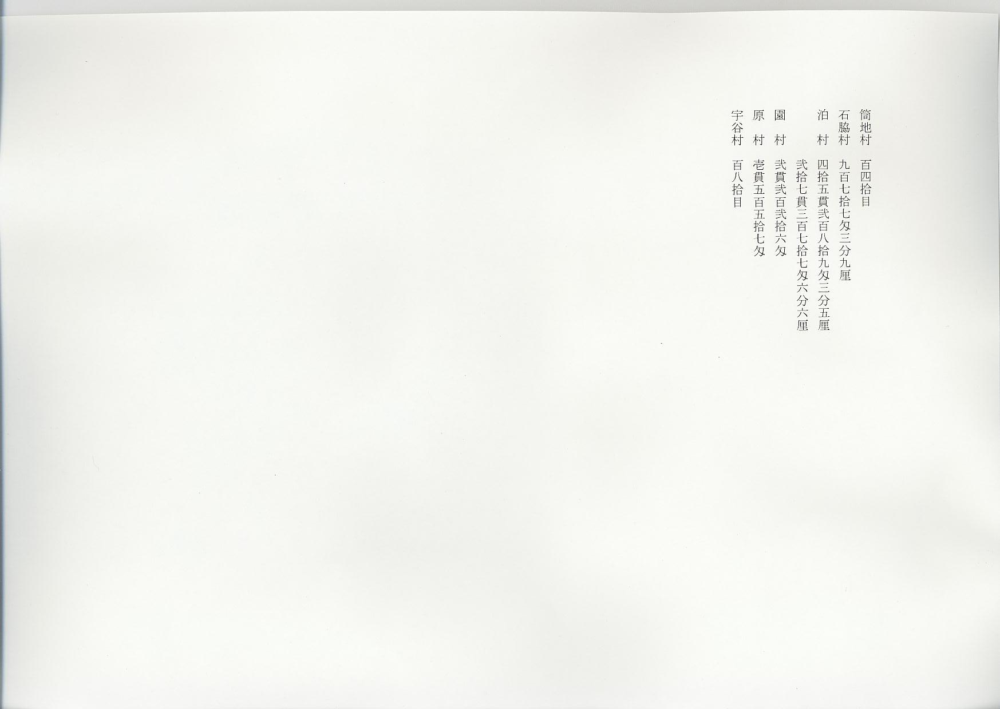 筒地村　百四拾目
石脇村　九百七拾七匁三分九厘
泊　村　四拾五貫弐百八拾九匁三分五厘
弐拾七貫三百七拾七匁六分六厘
園　村　弐貫弐百弐拾六匁
原　村　壱貫五百五拾七匁
宇谷村　百八拾目